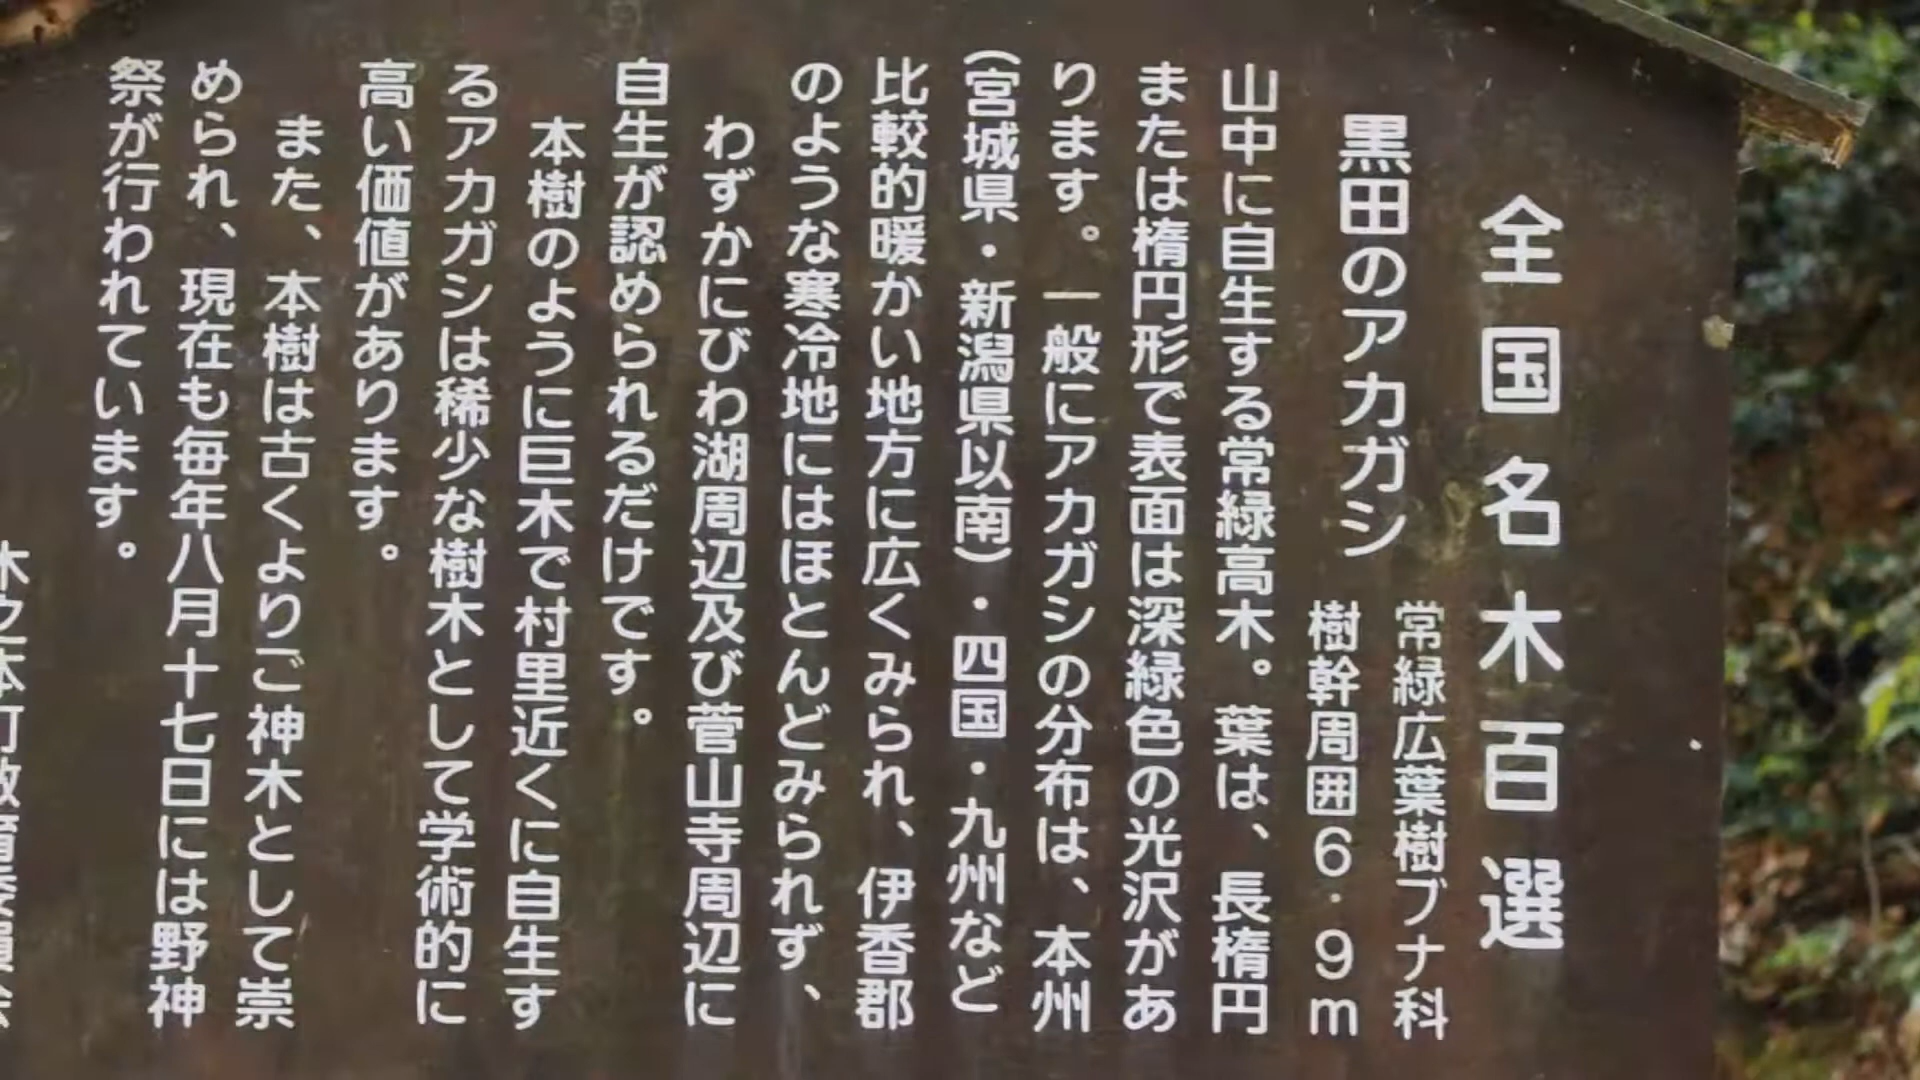 全国名木百選
黒田のアカガシ
常緑広葉樹ブナ科
樹幹周囲6.9m
山中に自生する常緑高木。葉は、長楕円
または楕円形で表面は深緑色の光沢があ
ります。一般にアカガシの分布は、本州
（宮城県・新潟県以南）・四国・九州など
比較的暖かい地方に広くみられ、伊香郡
のような寒冷地にはほとんどみられず、
わずかにびわ湖周辺及び菅山寺周辺に
自生が認められるだけです。
本樹のように巨木で村里近くに自生す
るアカガシは稀少な樹木として学術的に
高い価値があります。
また、本樹は古くよりご神木として崇
められ、現在も毎年八月十七日には野神
祭が行われています。
木之本町教育委員会